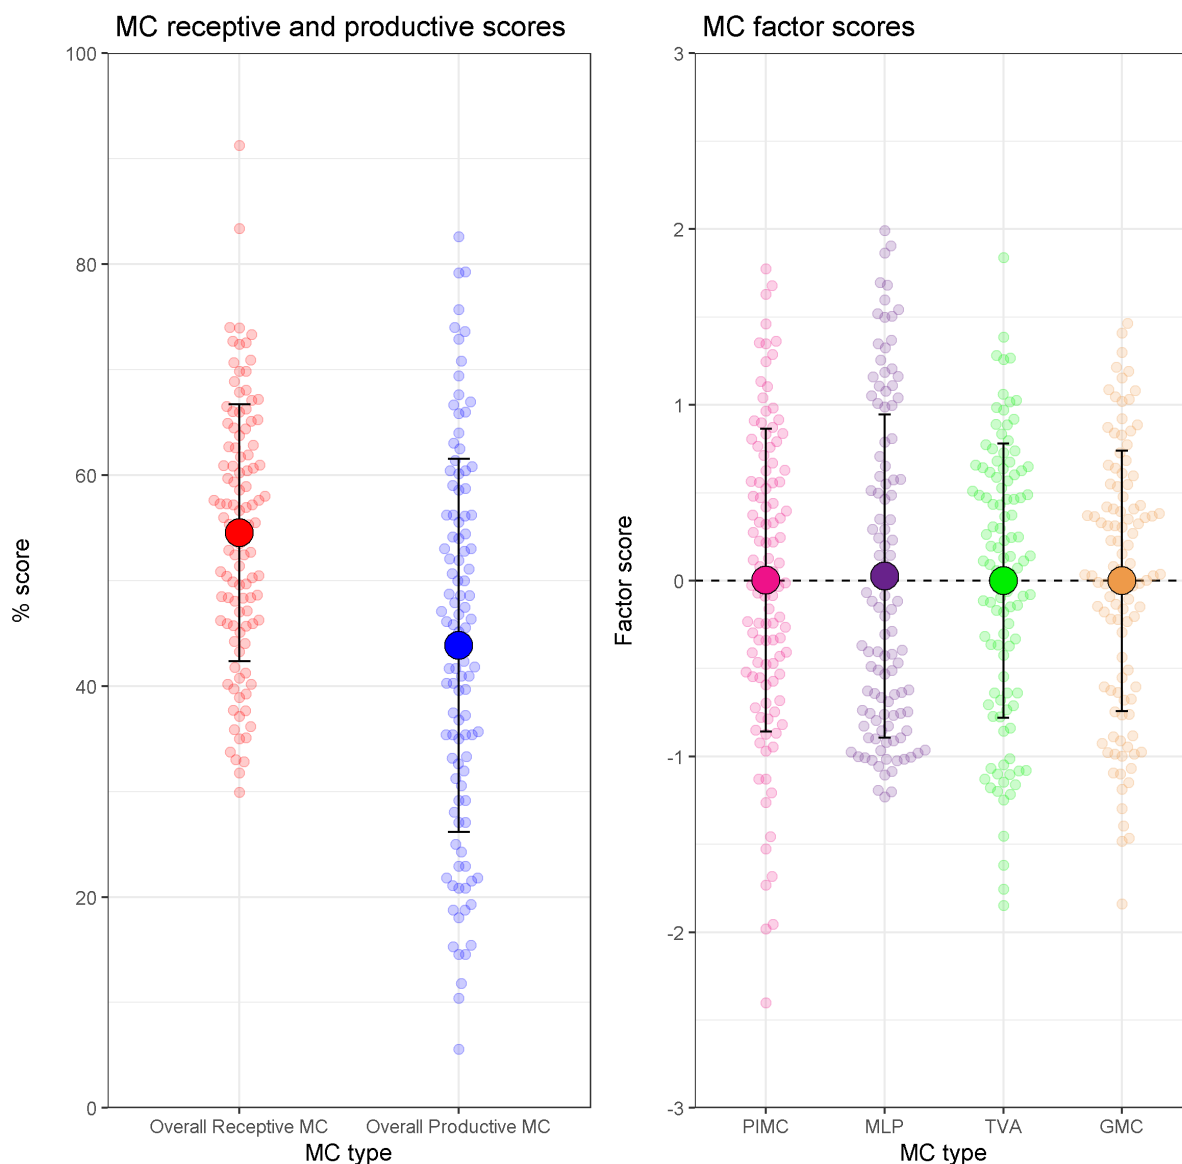 MC receptive and productive scores
% score
100
80
60
40
20
0
Overall Receptive MC
Overall Productive MC
MC type
MC factor scores
Factor score
3
2
1
0
-1
-2
-3
PIMC
MLP
TVA
GMC
MC type